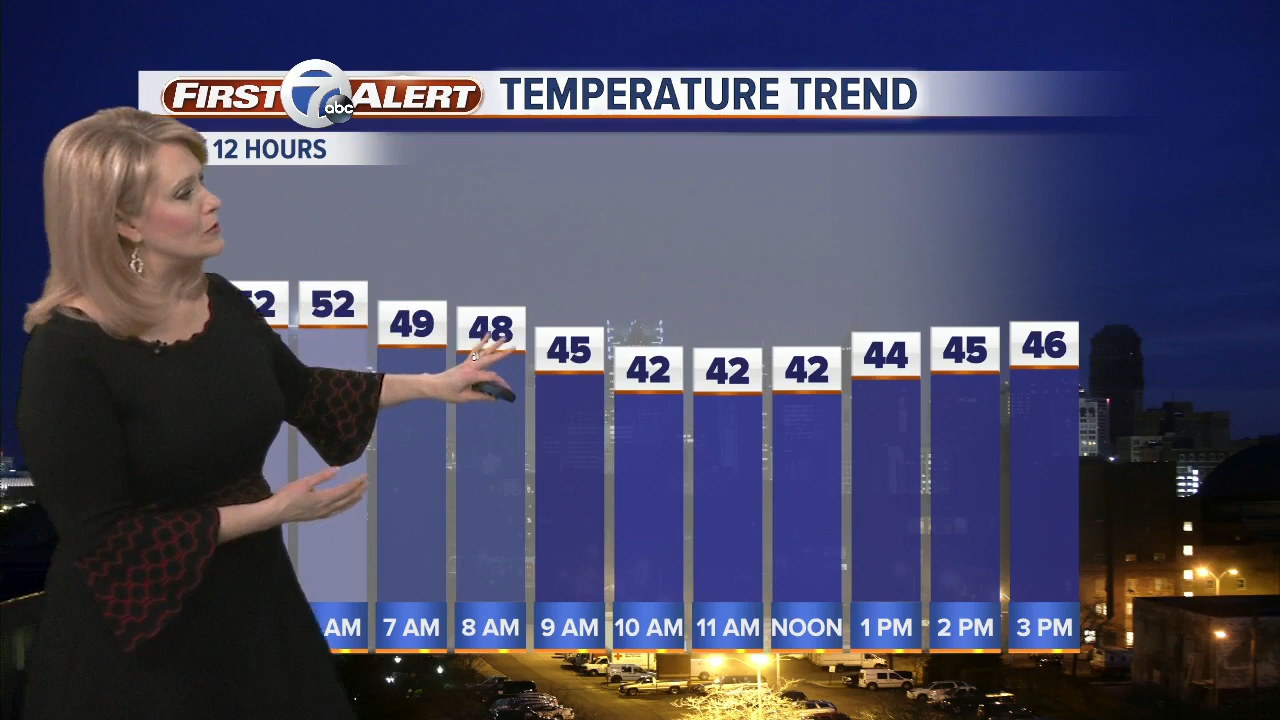 FIRST 7 abc ALERT TEMPERATURE TREND
12 HOURS
52 49 48 45 42 42 42 44 45 46
AM 7 AM 8 AM 9 AM 10 AM 11 AM NOON 1 PM 2 PM 3 PM